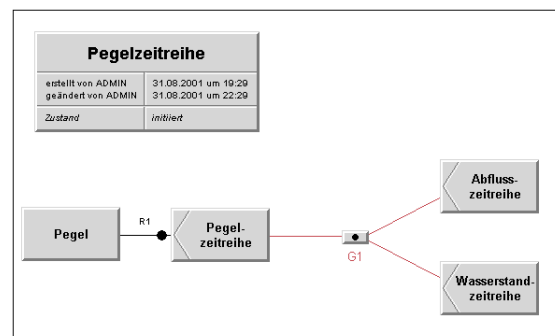 Pegelzeitreihe
erstellt von ADMIN 31.08.2001 um 19:29
geändert von ADMIN 31.08.2001 um 22:29
Zustand initiiert
Pegel
R1
Pegel-
zeitreihe
G1
Abfluss-
zeitreihe
Wasserstand-
zeitreihe